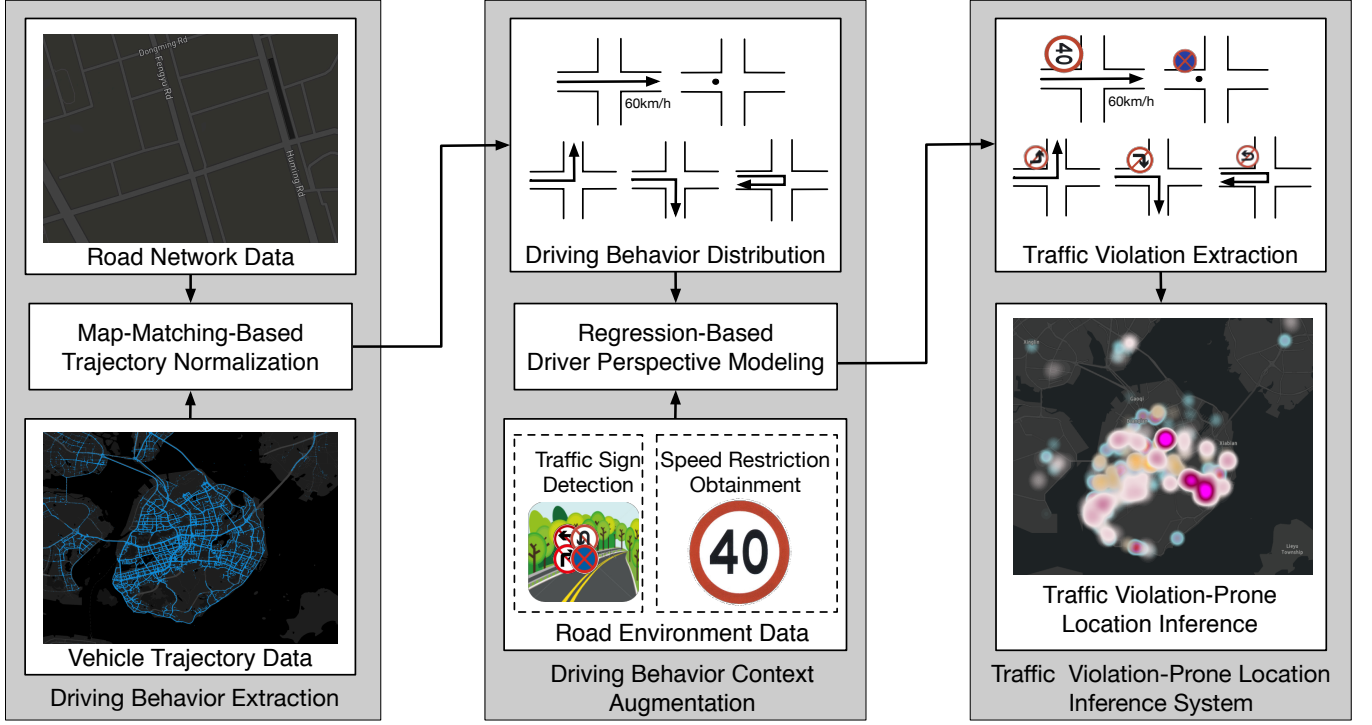 Dongming Rd
Fengyu Rd
Huming Rd
Road Network Data
Map-Matching-Based
Trajectory Normalization
Vehicle Trajectory Data
Driving Behavior Extraction
60km/h
Driving Behavior Distribution
Regression-Based
Driver Perspective Modeling
Traffic Sign
Detection
Speed Restriction
Obtainment
40
Road Environment Data
Driving Behavior Context
Augmentation
40
60km/h
Traffic Violation Extraction
Gaoqi
Traffic Violation-Prone
Location Inference
Traffic Violation-Prone Location
Inference System